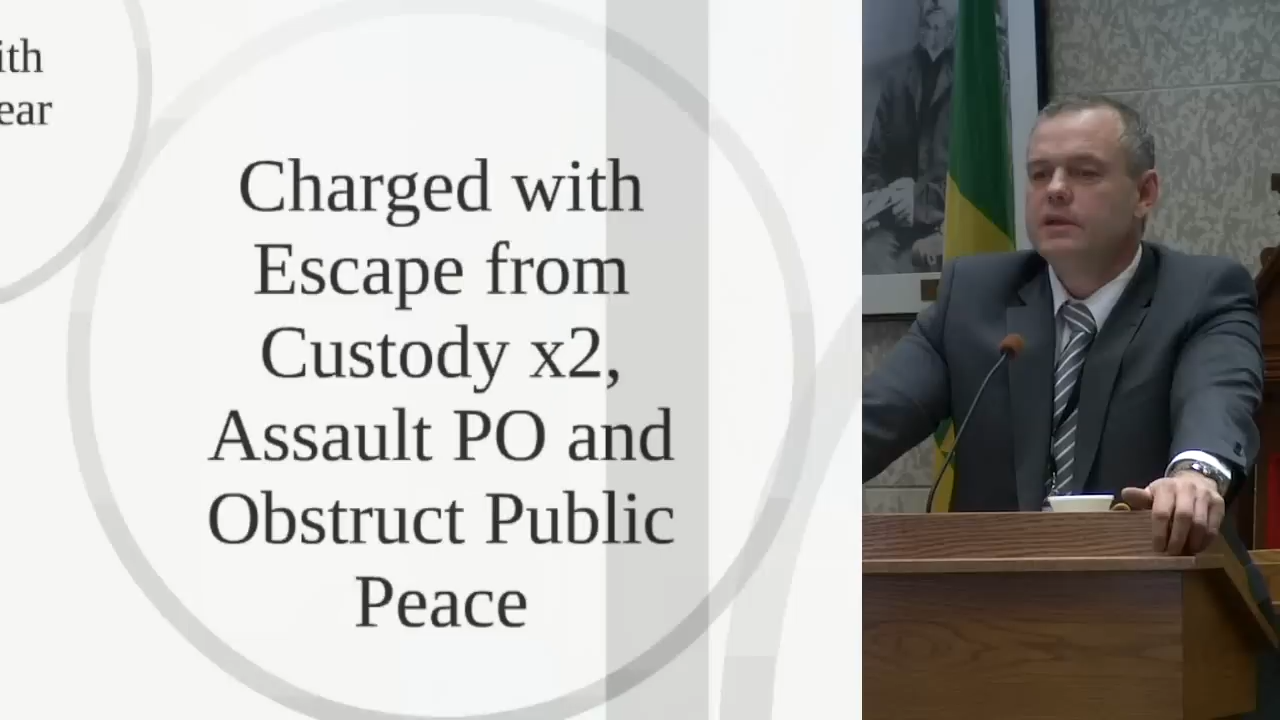 ith
ear
Charged with
Escape from
Custody x2,
Assault PO and
Obstruct Public
Peace